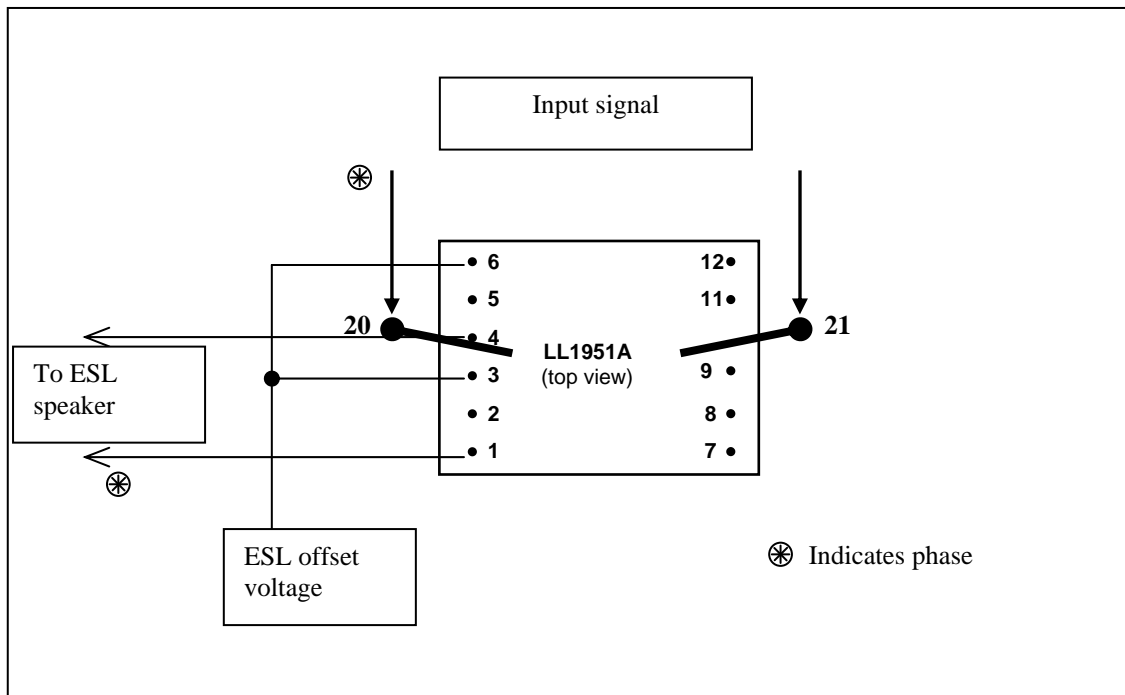 Input signal
6
12
5
11
20
21
4
LL1951A
To ESL
speaker
3
(top view)
9
2
8
1
7
ESL offset
voltage
Indicates phase